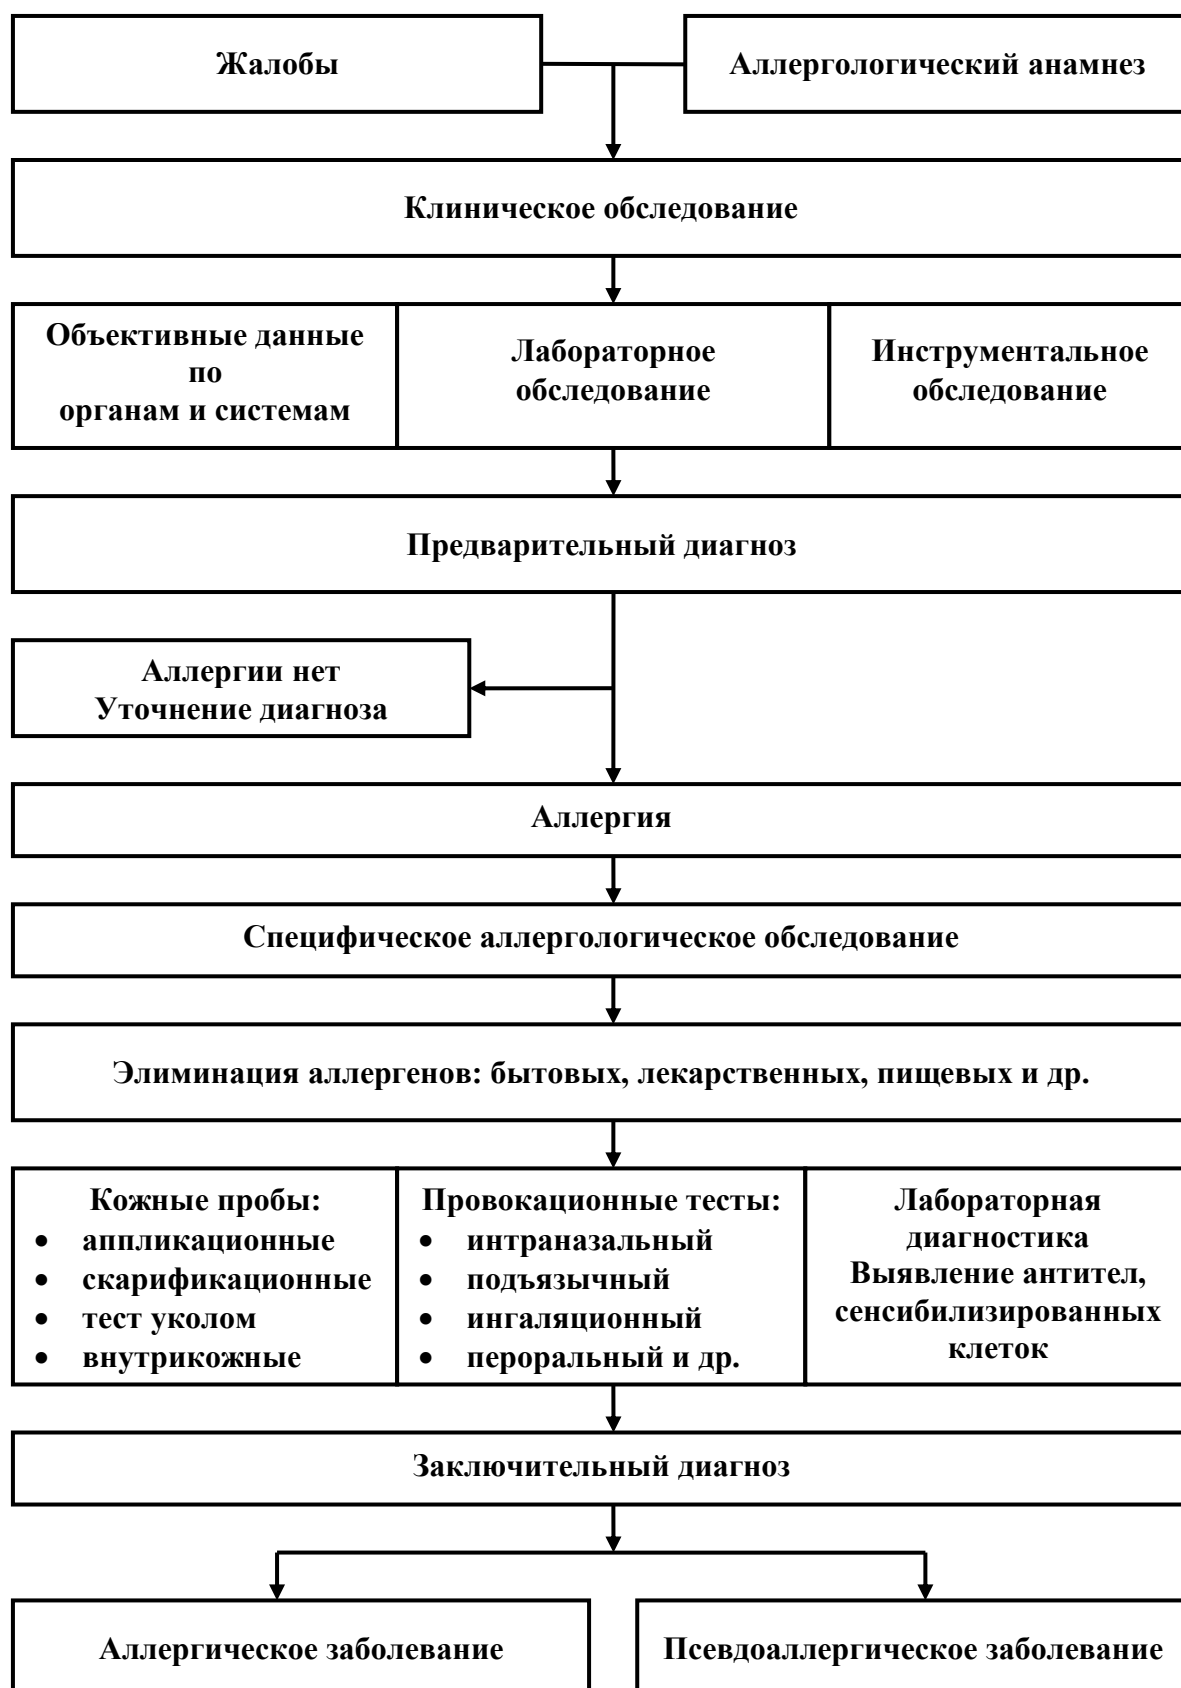 Жалобы
Аллергологический анамнез
Клиническое обследование
Объективные данные
по
органам и системам
Лабораторное
обследование
Инструментальное
обследование
Предварительный диагноз
Аллергии нет
Уточнение диагноза
Аллергия
Специфическое аллергологическое обследование
Элиминация аллергенов: бытовых, лекарственных, пищевых и др.
Кожные пробы:
• аппликационные
• скарификационные
• тест уколом
• внутрикожные
Провокационные тесты:
• интраназальный
• подъязычный
• ингаляционный
• пероральный и др.
Лабораторная
диагностика
Выявление антител,
сенсибилизированных
клеток
Заключительный диагноз
Аллергическое заболевание
Псевдоаллергическое заболевание